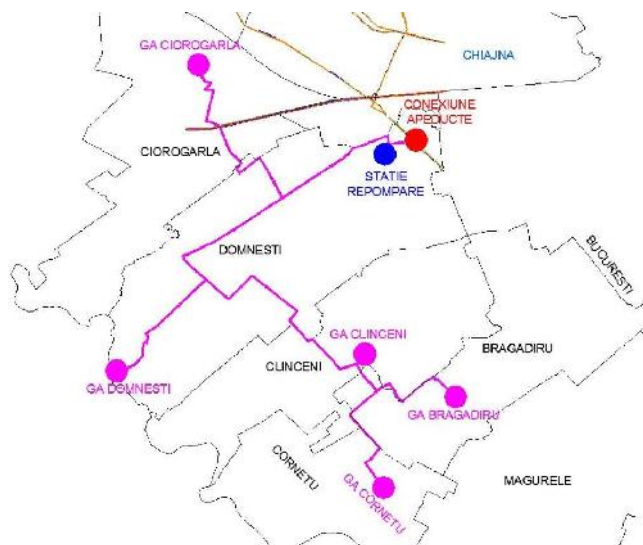 GA CIOROGARLA
CHIAJNA
CONEXIUNE
APEDUCTE
CIOROGARLA
STATIE
REPOMPARE
DOMNESTI
BUCURESTI
GA CLINCENI
BRAGADIRU
CLINCENI
GA DOMNESTI
GA BRAGADIRU
CORNETU
GA CORNETU
MAGURELE